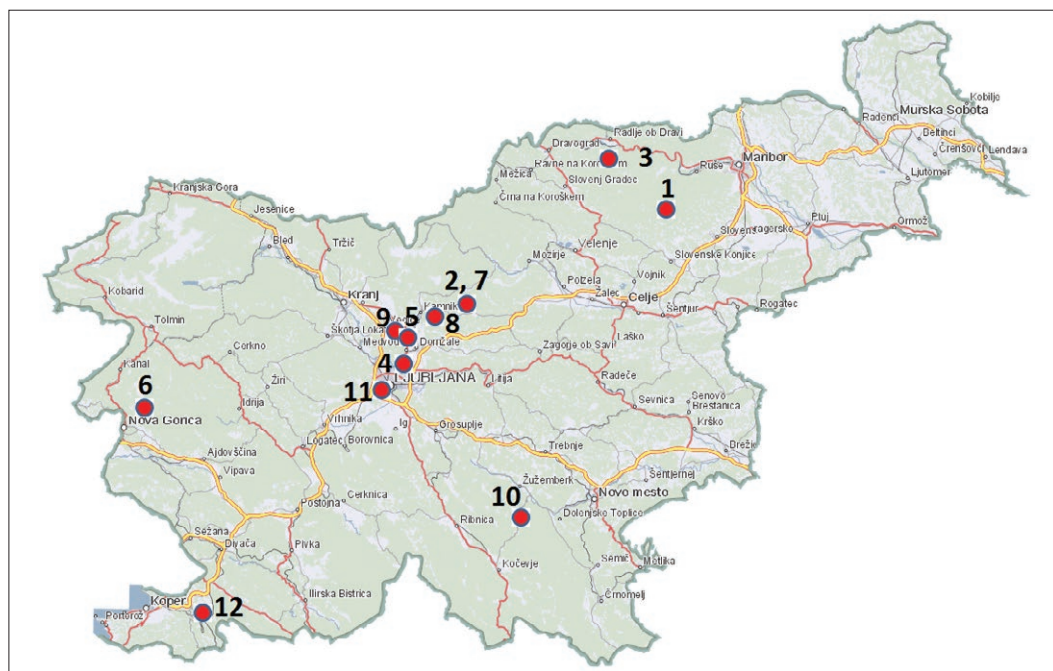 Kobilje
Murska Sobota
Radenci
Beltinci
Črenšovci
Lendava
Radlje ob Dravi
Dravograd
Maribor
Ravne na Koroškem
3
Ruše
Mežica
Slovenj Gradec
Ljutomer
Kranjska Gora
Črna na Koroškem
1
Jesenice
Ptuj
Ormož
Tržič
Velenje
Bled
Mozirje
Slovenske Konjice
Vojnik
Polzela
Kobarid
2, 7
Kranj
Kamnik
Žalec
Celje
Rogatec
Šentjur
9
5
8
Tolmin
Škofja Loka
Domžale
Laško
Cerkno
Zagorje ob Savi
4
Kanal
LJUBLJANA
Litija
Radeče
6
Žiri
11
Idrija
Sevnica
Senovo
Brestanica
Nova Gorica
Vrhnika
Ig
Krško
Grosuplje
Logatec
Borovnica
Trebnje
Ajdovščina
Vipava
Žužemberk
Šentjernej
Cerknica
10
Novo mesto
Postojna
Dolenjske Toplice
Ribnica
Sežana
Divača
Pivka
Kočevje
Semič
Metlika
Ilirska Bistrica
Črnomelj
Koper
12
Portorož